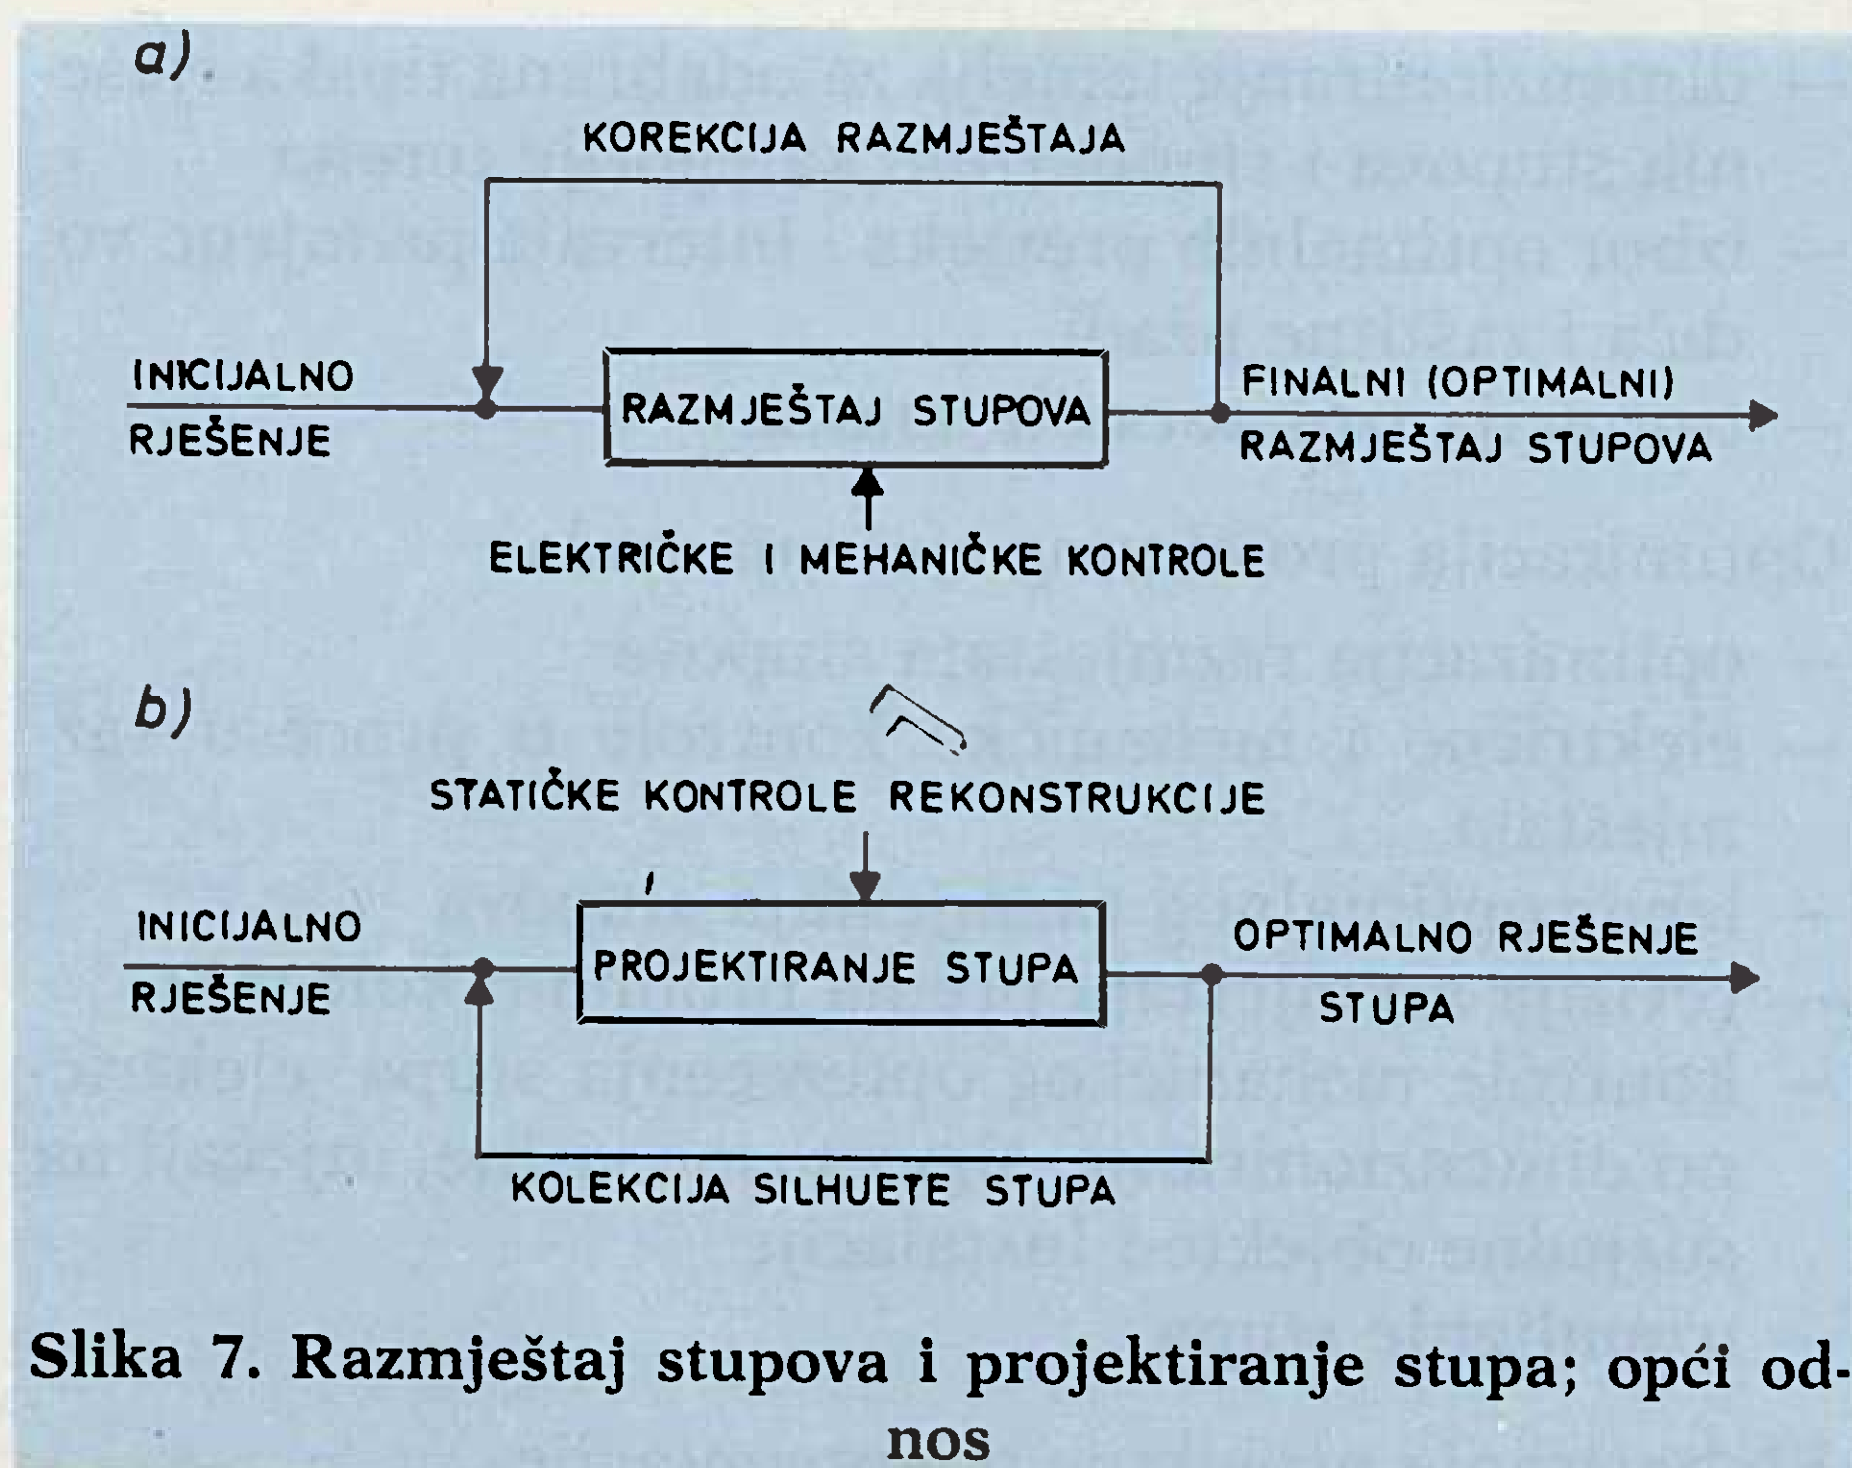 a)
KOREKCIJA RAZMJEŠTAJA
INICIJALNO
RJEŠENJE
RAZMJEŠTAJ STUPOVA
FINALNI (OPTIMALNI)
RAZMJEŠTAJ STUPOVA
ELEKTRIČKE I MEHANIČKE KONTROLE
b)
STATIČKE KONTROLE REKONSTRUKCIJE
INICIJALNO
RJEŠENJE
PROJEKTIRANJE STUPA
OPTIMALNO RJEŠENJE
STUPA
KOLEKCIJA SILHUETE STUPA
Slika 7. Razmještaj stupova i projektiranje stupa; opći od-
nos